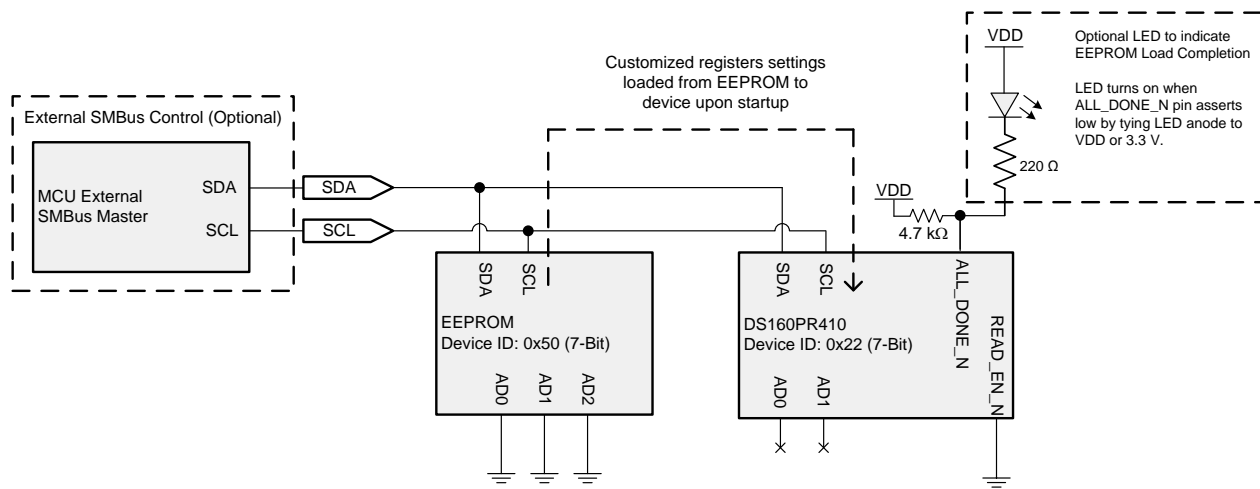 VDD
Optional LED to indicate
EEPROM Load Completion
LED turns on when
ALL_DONE_N pin asserts
low by tying LED anode to
VDD or 3.3 V.
220 Ω
Customized registers settings
loaded from EEPROM to
device upon startup
External SMBus Control (Optional)
MCU External
SMBus Master
SDA
SCL
SDA
SCL
VDD
4.7 kΩ
SDA
SCL
EEPROM
Device ID: 0x50 (7-Bit)
AD0
AD1
AD2
SDA
SCL
ALL_DONE_N
READ_EN_N
DS160PR410
Device ID: 0x22 (7-Bit)
AD0
AD1